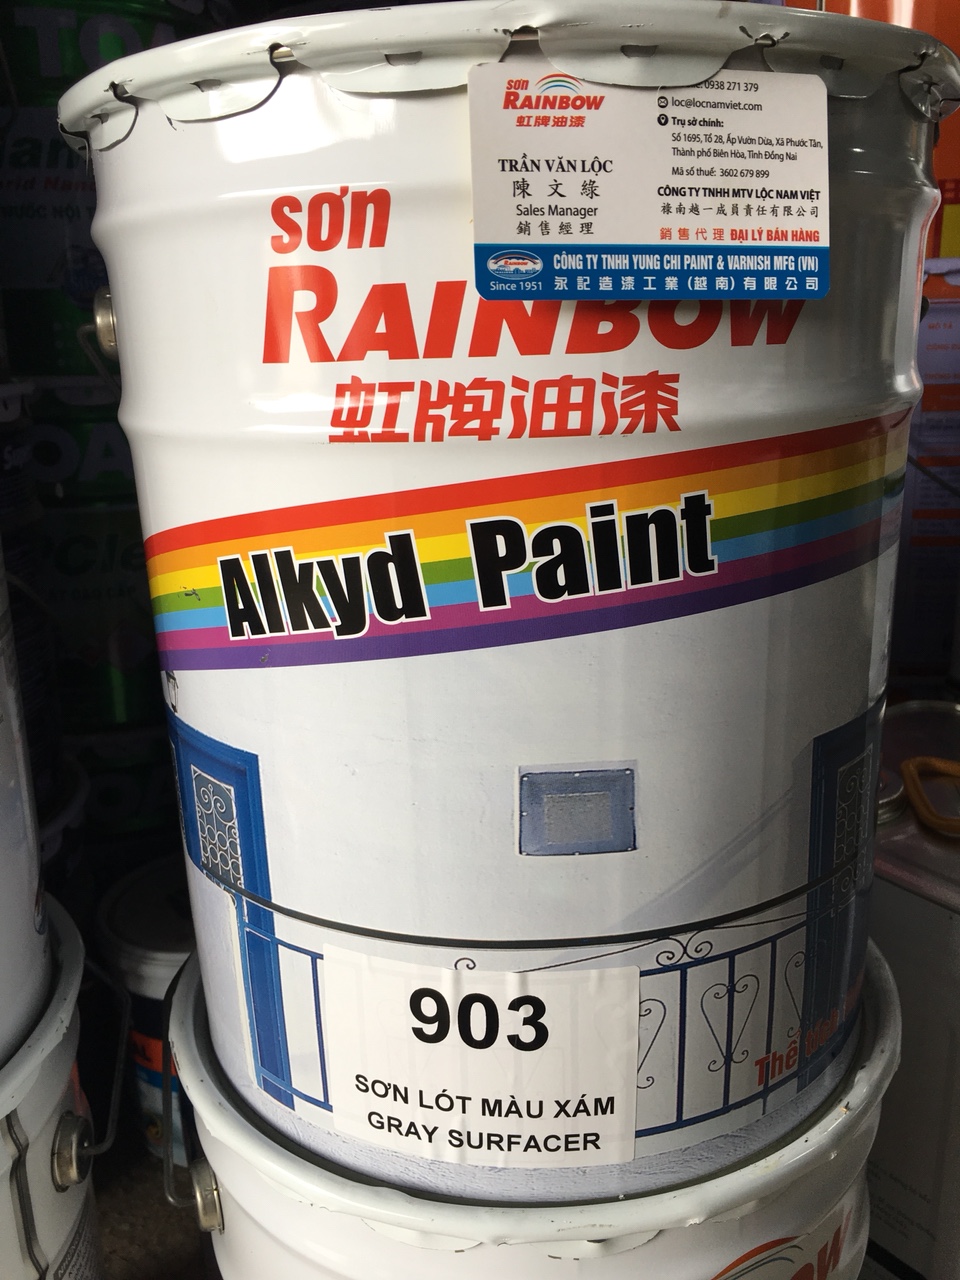 sơn
RAINBOW
虹牌油漆
TRẦN VĂN LỘC
陳文綠
Sales Manager
銷售經理
0938 271 379
loc@locnamviet.com
Trụ sở chính:
Số 1695, Tổ 28, Ấp Vườn Dừa, Xã Phước Tân,
Thành phố Biên Hòa, Tỉnh Đồng Nai
Mã số thuế: 3602 679 899
CÔNG TY TNHH MTV LỘC NAM VIỆT
祿南越一成員責任有限公司
銷售代理 ĐẠI LÝ BÁN HÀNG
RAINBOW
Since 1951
CÔNG TY TNHH YUNG CHI PAINT & VARNISH MFG (VN)
永記造漆工業(越南)有限公司
sơn
RAINBOW
虹牌油漆
Alkyd Paint
903
SƠN LÓT MÀU XÁM
GRAY SURFACER
Thế